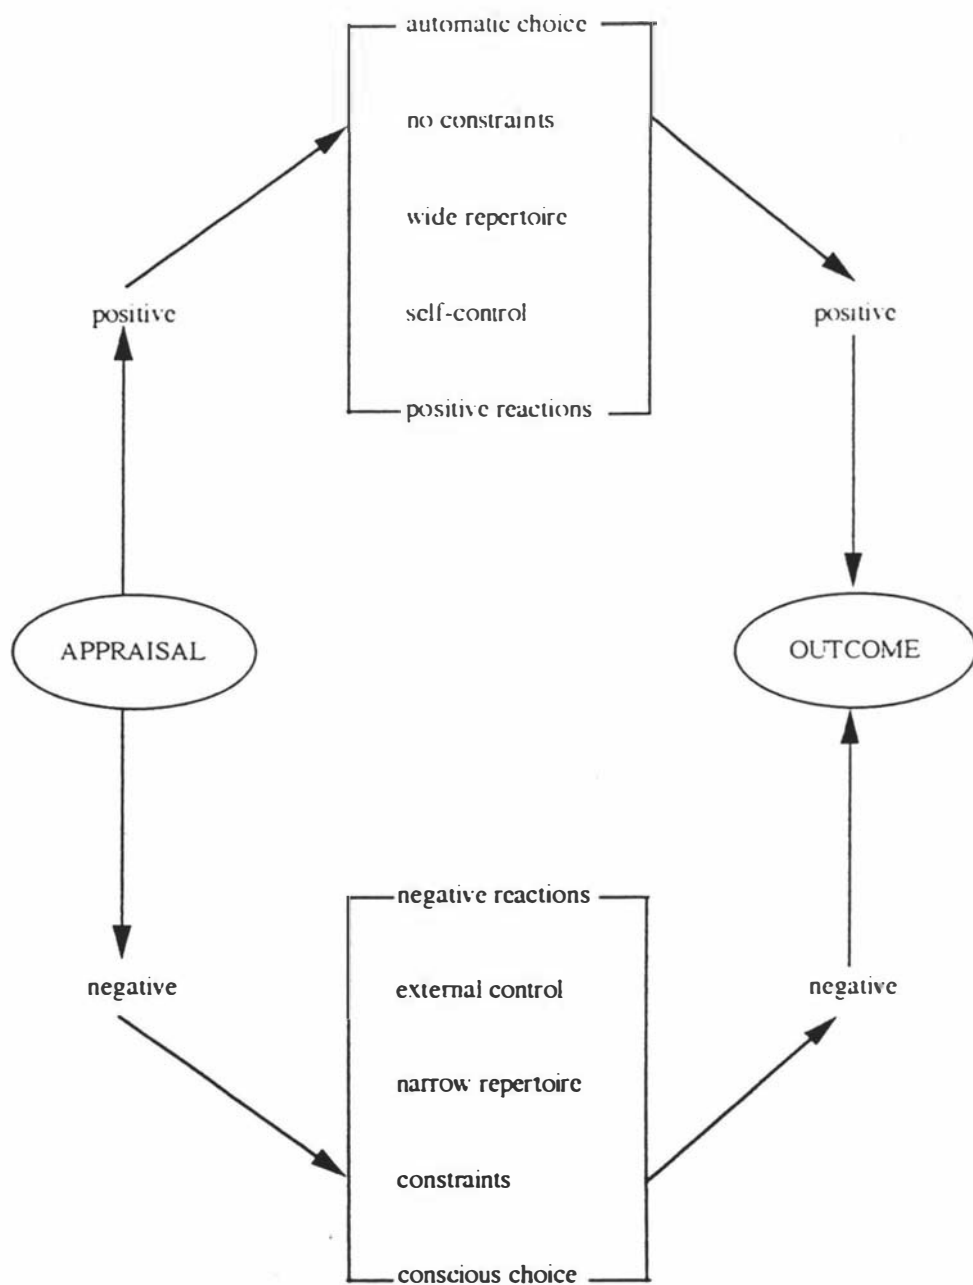 automatic choice
no constraints
wide repertoire
self-control
positive reactions
positive
positive
APPRAISAL
OUTCOME
negative reactions
external control
narrow repertoire
constraints
conscious choice
negative
negative